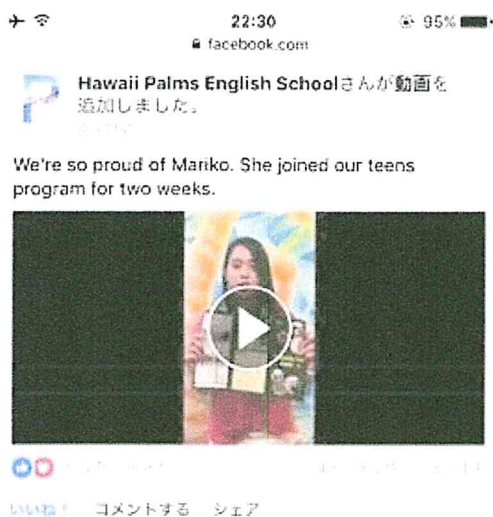 22:30
95%
facebook.com
Hawaii Palms English Schoolさんが動画を
追加しました。
We're so proud of Mariko. She joined our teens
program for two weeks.
いいね! コメントする シェア